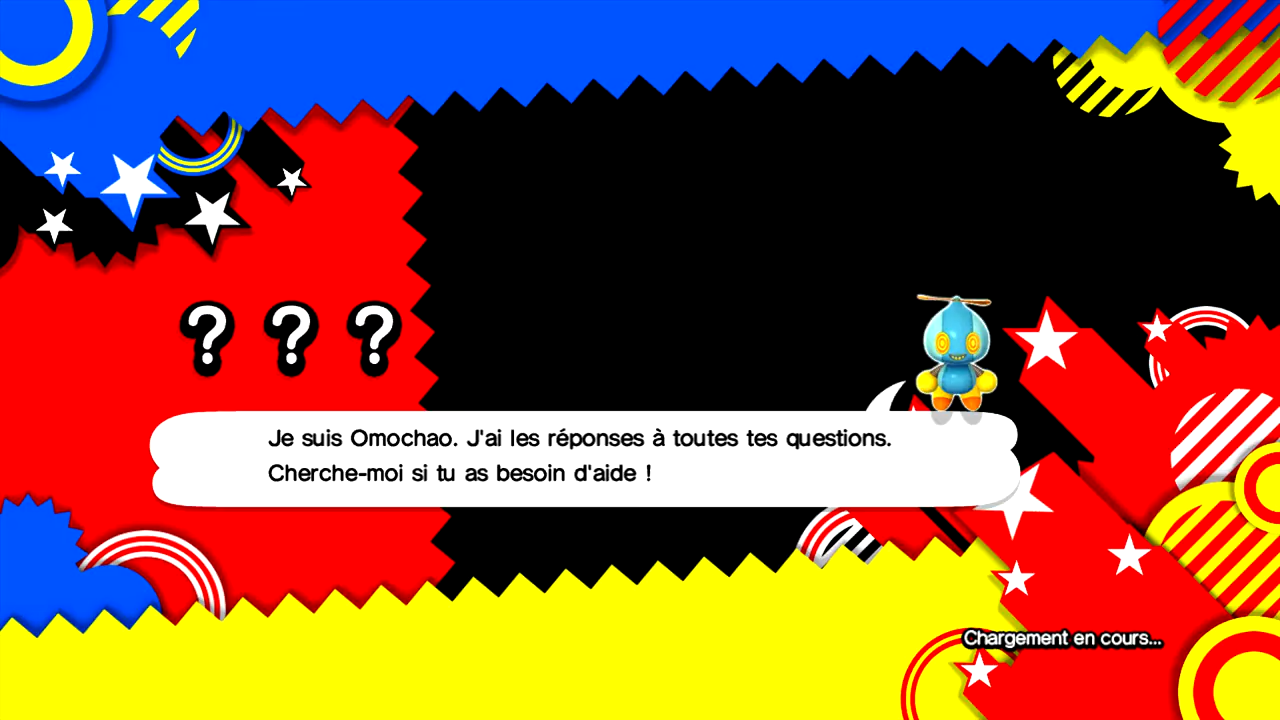 ? ? ?
Je suis Omochao. J'ai les réponses à toutes tes questions.
Cherche-moi si tu as besoin d'aide !
Chargement en cours...